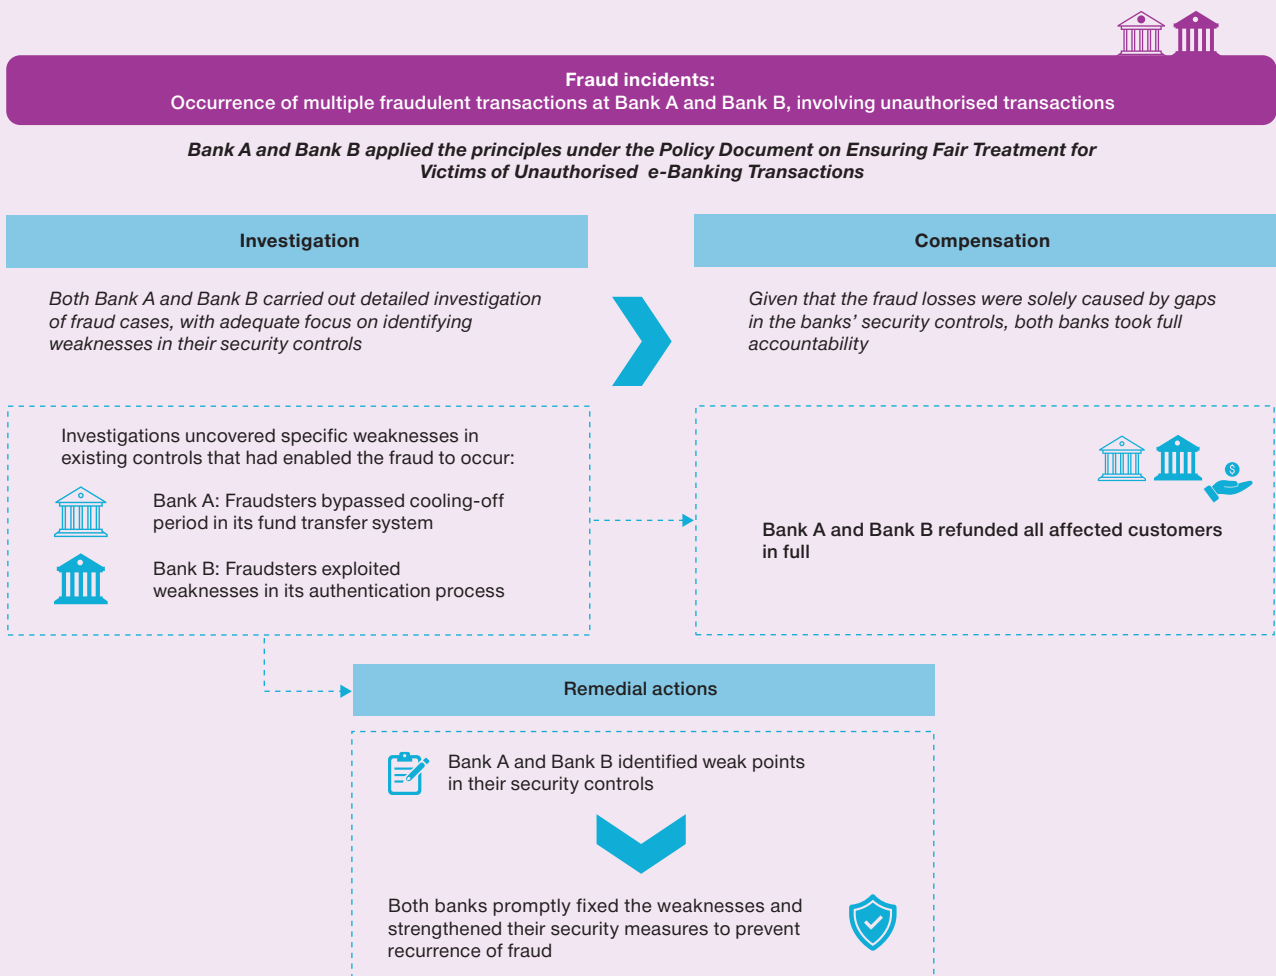 Fraud incidents:
Occurrence of multiple fraudulent transactions at Bank A and Bank B, involving unauthorised transactions
Bank A and Bank B applied the principles under the Policy Document on Ensuring Fair Treatment for
Victims of Unauthorised e-Banking Transactions
Investigation
Both Bank A and Bank B carried out detailed investigation
of fraud cases, with adequate focus on identifying
weaknesses in their security controls
Investigations uncovered specific weaknesses in
existing controls that had enabled the fraud to occur:
Bank A: Fraudsters bypassed cooling-off
period in its fund transfer system
Bank B: Fraudsters exploited
weaknesses in its authentication process
Compensation
Given that the fraud losses were solely caused by gaps
in the banks' security controls, both banks took full
accountability
$
Bank A and Bank B refunded all affected customers
in full
Remedial actions
Bank A and Bank B identified weak points
in their security controls
Both banks promptly fixed the weaknesses and
strengthened their security measures to prevent
recurrence of fraud